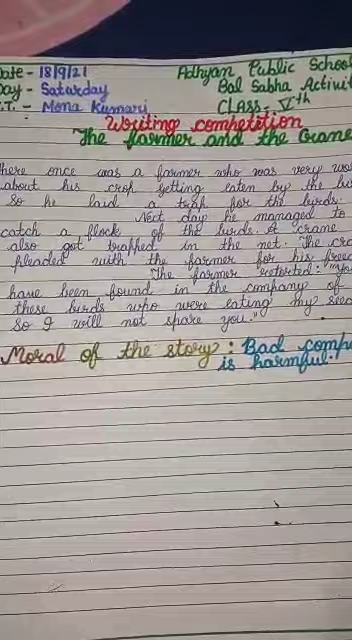 Date - 18/9/21 Adhyan Public School
Day - Saturday Bal Sabha Activit
C.T. - Mona Kumari CLASS - Vth
Writing competition
The farmer and the Crane
There once was a farmer who was very wo
about his crop getting eaten by the bi
So he laid a trap for the birds.
Next day he managed to
catch a flock of the birds. A crane
also got trapped in the net. The cra
pleaded with the farmer for his freed
The farmer retorted: "You
have been found in the company of
these birds who were eating my seed
So I will not spare you."
Moral of the story: Bad compa
is harmful.